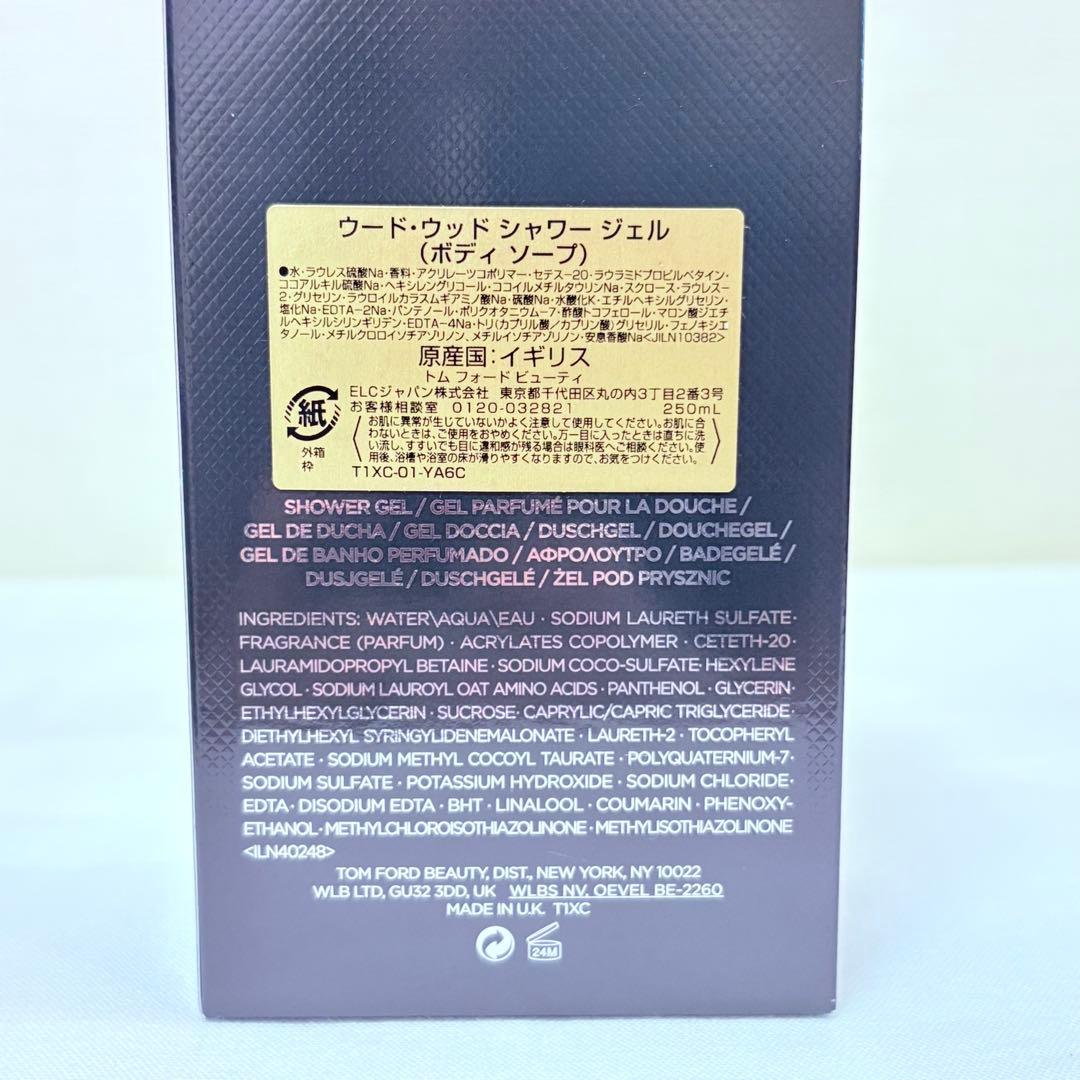 ウード・ウッド シャワー ジェル
(ボディ ソープ)
●水・ラウレス硫酸Na・香料・アクリレーツコポリマー・セテス-20・ラウラミドプロピルベタイン・
ココアルキル硫酸Na・ヘキシレングリコール・ココイルメチルタウリンNa・スクロース・ラウレス-
2・グリセリン・ラウロイルカラスムギアミノ酸Na・硫酸Na・水酸化K・エチルヘキシルグリセリン・
塩化Na・EDTA-2Na・パンテノール・ポリクオタニウム-7・酢酸トコフェロール・マロン酸ジエチ
ルヘキシルシリンギリデン・EDTA-4Na・トリ(カプリル酸/カプリン酸)グリセリル・フェノキシエ
タノール・メチルクロロイソチアゾリノン、メチルイソチアゾリノン・安息香酸Na<JILN10382>
原産国:イギリス
トム フォード ビューティ
ELCジャパン株式会社 東京都千代田区丸の内3丁目2番3号
お客様相談室 0120-032821 250mL
紙
外箱
枠
お肌に異常が生じていないかよく注意して使用してください。お肌に合
わないときは、ご使用をおやめください。万一目に入ったときは直ちに洗
い流し、すすいでも目に違和感が残る場合は眼科医へご相談ください。使
用後、浴槽や浴室の床が滑りやすくなりますので、お気をつけください。
T1XC-01-YA6C
SHOWER GEL / GEL PARFUMÉ POUR LA DOUCHE /
GEL DE DUCHA / GEL DOCCIA / DUSCHGEL / DOUCHEGEL /
GEL DE BANHO PERFUMADO / ΑΦΡΟΛΟΥΤΡΟ / BADEGELÉ /
DUSJGELÉ / DUSCHGELÉ / ŻEL POD PRYSZNIC
INGREDIENTS: WATER\AQUA\EAU · SODIUM LAURETH SULFATE ·
FRAGRANCE (PARFUM) · ACRYLATES COPOLYMER · CETETH-20 ·
LAURAMIDOPROPYL BETAINE · SODIUM COCO-SULFATE · HEXYLENE
GLYCOL · SODIUM LAUROYL OAT AMINO ACIDS · PANTHENOL · GLYCERIN ·
ETHYLHEXYLGLYCERIN · SUCROSE · CAPRYLIC/CAPRIC TRIGLYCERIDE ·
DIETHYLHEXYL SYRINGYLIDENEMALONATE · LAURETH-2 · TOCOPHERYL
ACETATE · SODIUM METHYL COCOYL TAURATE · POLYQUATERNIUM-7 ·
SODIUM SULFATE · POTASSIUM HYDROXIDE · SODIUM CHLORIDE ·
EDTA · DISODIUM EDTA · BHT · LINALOOL · COUMARIN · PHENOXY-
ETHANOL · METHYLCHLOROISOTHIAZOLINONE · METHYLISOTHIAZOLINONE
<ILN40248>
TOM FORD BEAUTY, DIST., NEW YORK, NY 10022
WLB LTD, GU32 3DD, UK WLBS NV. OEVEL BE-2260
MADE IN U.K. T1XC
24M